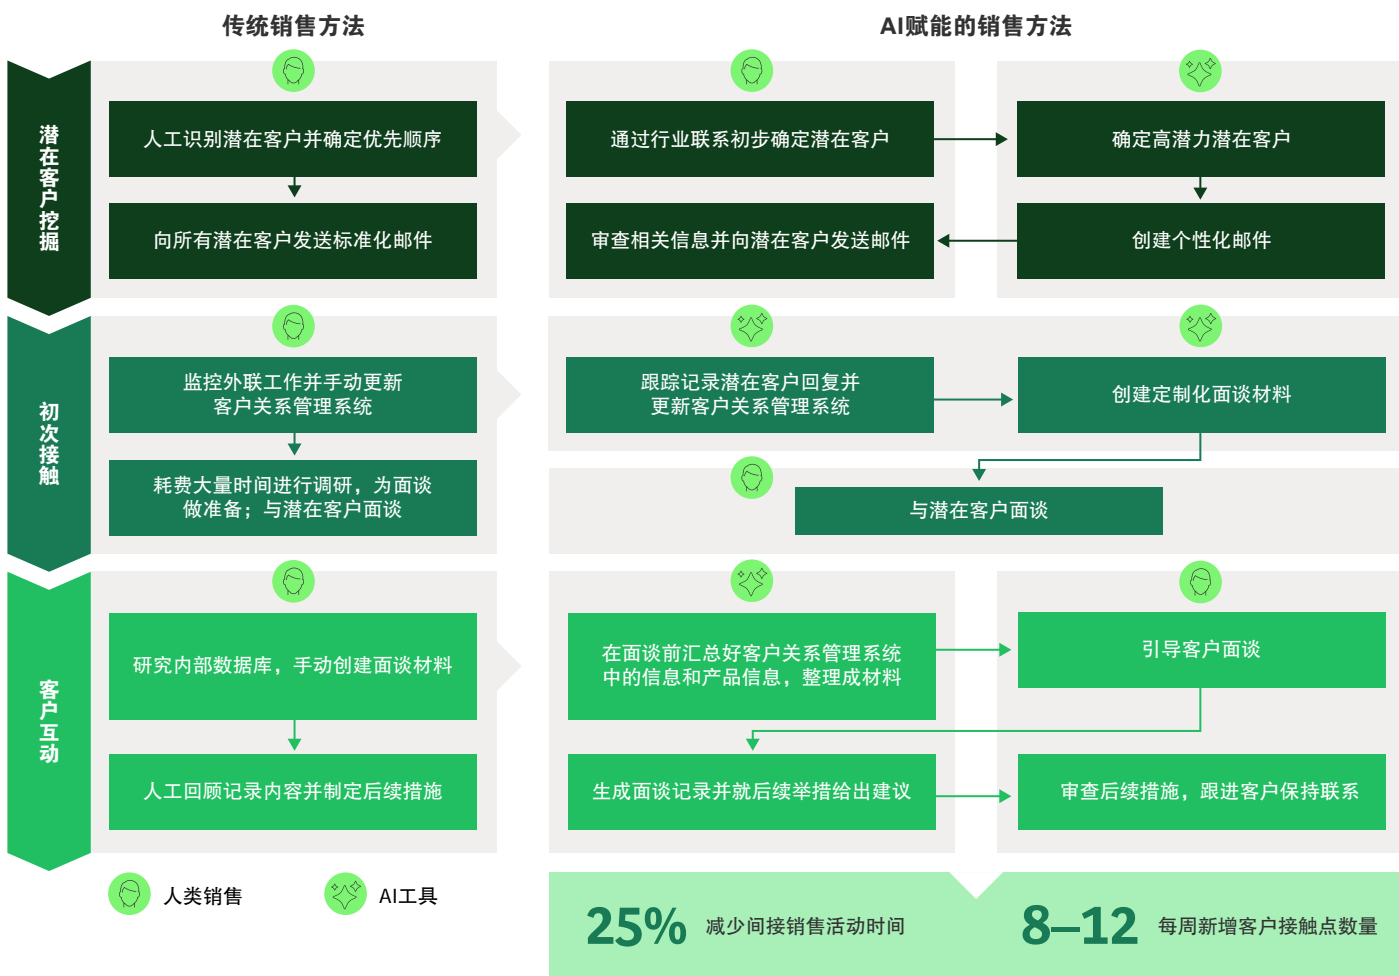 传统销售方法
AI赋能的销售方法
潜在客户挖掘
人工识别潜在客户并确定优先顺序
向所有潜在客户发送标准化邮件
通过行业联系初步确定潜在客户
确定高潜力潜在客户
审查相关信息并向潜在客户发送邮件
创建个性化邮件
初次接触
监控外联工作并手动更新
客户关系管理系统
耗费大量时间进行调研，为面谈
做准备；与潜在客户面谈
跟踪记录潜在客户回复并
更新客户关系管理系统
创建定制化面谈材料
与潜在客户面谈
客户互动
研究内部数据库，手动创建面谈材料
人工回顾记录内容并制定后续措施
在面谈前汇总好客户关系管理系统
中的信息和产品信息，整理成材料
引导客户面谈
生成面谈记录并就后续举措给出建议
审查后续措施，跟进客户保持联系
人类销售
AI工具
25% 减少间接销售活动时间
8–12 每周新增客户接触点数量